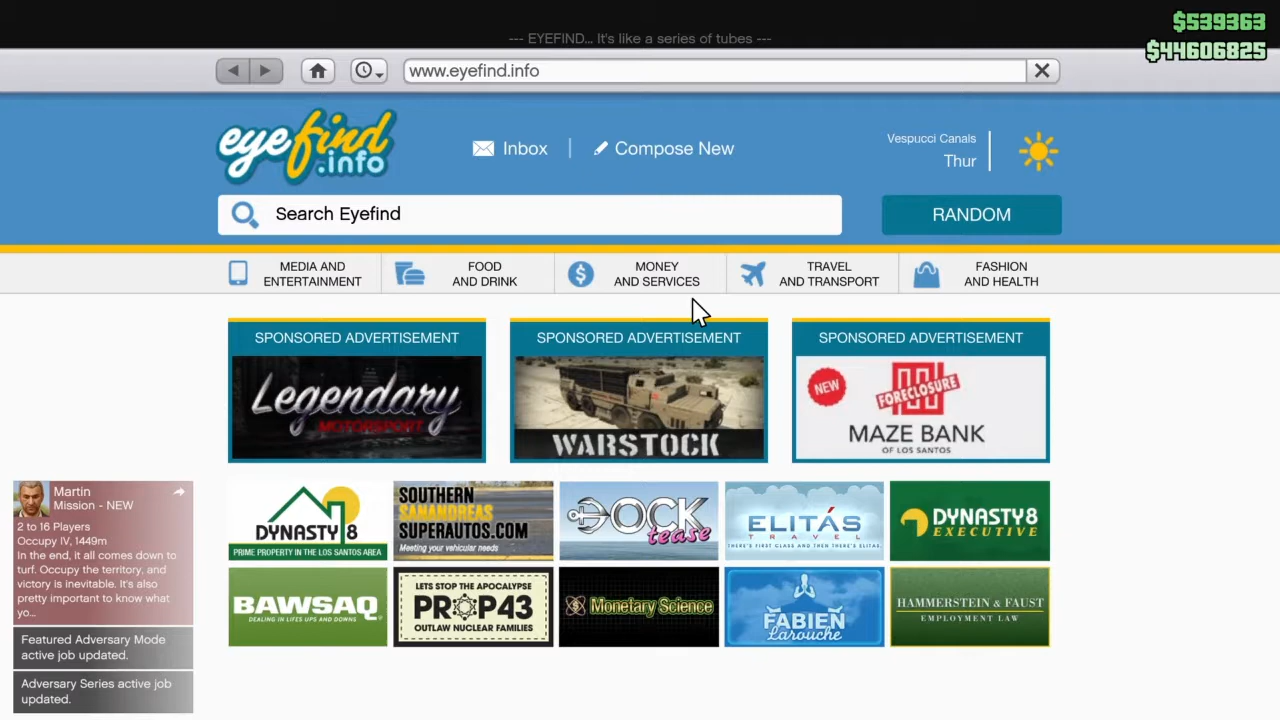 $539363
$44606825
--- EYEFIND... It's like a series of tubes ---
www.eyefind.info
eyefind
.info
Inbox
Compose New
Vespucci Canals
Thur
Search Eyefind
RANDOM
MEDIA AND
ENTERTAINMENT
FOOD
AND DRINK
MONEY
AND SERVICES
TRAVEL
AND TRANSPORT
FASHION
AND HEALTH
SPONSORED ADVERTISEMENT
Legendary
MOTORSPORT
SPONSORED ADVERTISEMENT
WARSTOCK
SPONSORED ADVERTISEMENT
NEW
FORECLOSURE
MAZE BANK
OF LOS SANTOS
Martin
Mission - NEW
2 to 16 Players
Occupy IV, 1449m
In the end, it all comes down to
turf. Occupy the territory, and
victory is inevitable. It's also
pretty important to know what
yo...
Featured Adversary Mode
active job updated.
Adversary Series active job
updated.
DYNASTY 8
PRIME PROPERTY IN THE LOS SANTOS AREA
SOUTHERN
SANANDREAS
SUPERAUTOS.COM
Meeting your vehicular needs
DOCK
tease
ELITÁS
TRAVEL
THERE'S FIRST CLASS AND THEN THERE'S ELITAS
DYNASTY8
EXECUTIVE
BAWSAQ
DEALING IN LIFES UPS AND DOWNS
LETS STOP THE APOCALYPSE
PROP43
OUTLAW NUCLEAR FAMILIES
Monetary Science
FABIEN
Larouche
HAMMERSTEIN & FAUST
EMPLOYMENT LAW